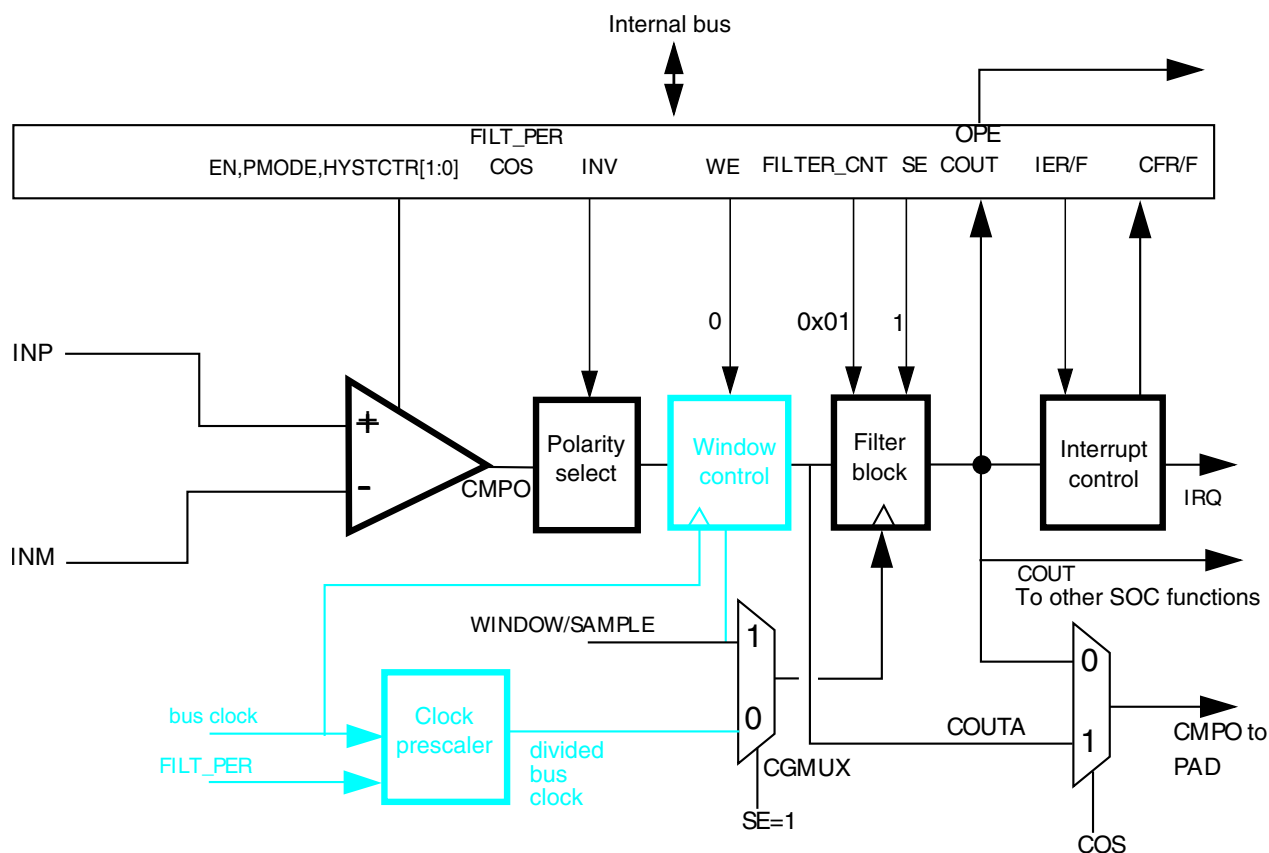 Internal bus
OPE
FILT_PER
EN,PMODE,HYSTCTR[1:0] COS INV WE FILTER_CNT SE COUT IER/F CFR/F
0 0x01 1
INP
+
-
CMPO
Polarity
select
Window
control
Filter
block
Interrupt
control
IRQ
INM
COUT
To other SOC functions
WINDOW/SAMPLE
1
0
0
1
bus clock
Clock
prescaler
FILT_PER
divided
bus
clock
CGMUX
SE=1
COUTA
CMPO to
PAD
COS